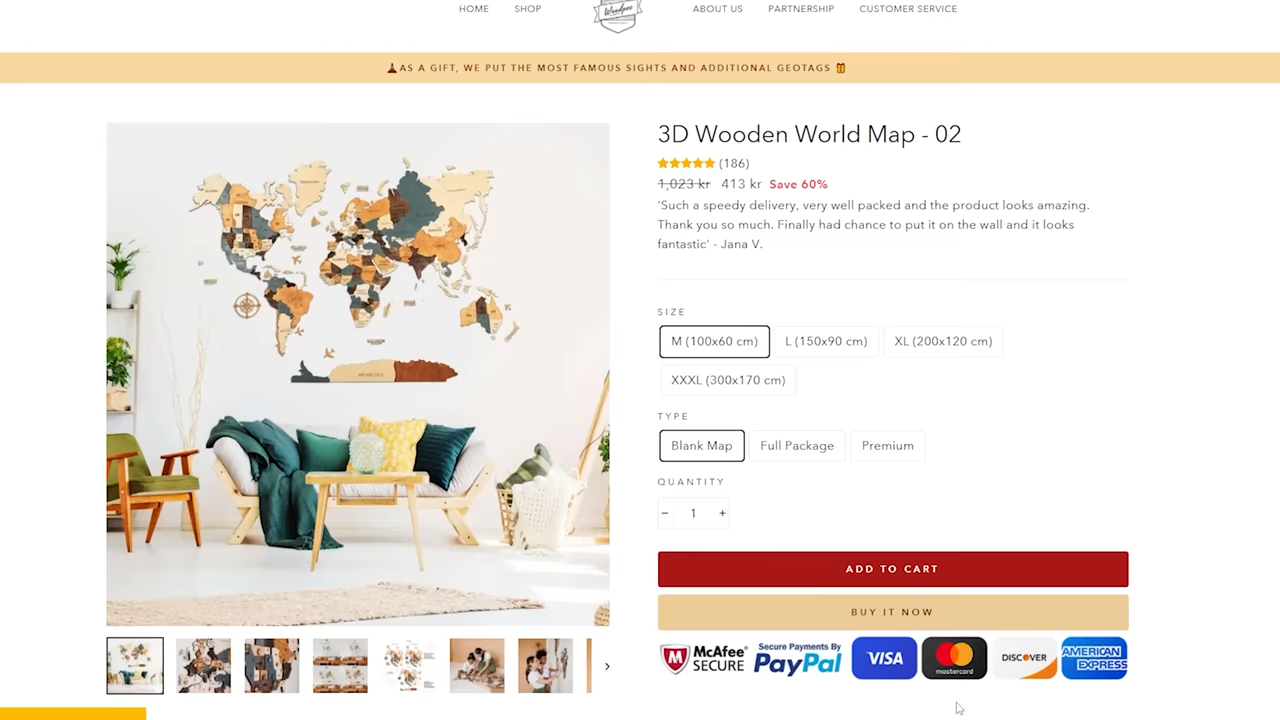 HOME
SHOP
ABOUT US
PARTNERSHIP
CUSTOMER SERVICE
AS A GIFT, WE PUT THE MOST FAMOUS SIGHTS AND ADDITIONAL GEOTAGS
3D Wooden World Map - 02
(186)
1,023 kr 413 kr Save 60%
'Such a speedy delivery, very well packed and the product looks amazing.
Thank you so much. Finally had chance to put it on the wall and it looks
fantastic' - Jana V.
SIZE
M (100x60 cm)
L (150x90 cm)
XL (200x120 cm)
XXXL (300x170 cm)
TYPE
Blank Map
Full Package
Premium
QUANTITY
− 1 +
ADD TO CART
BUY IT NOW
McAfee
SECURE
Secure Payments By
PayPal
VISA
mastercard
DISCOVER
AMERICAN
EXPRESS